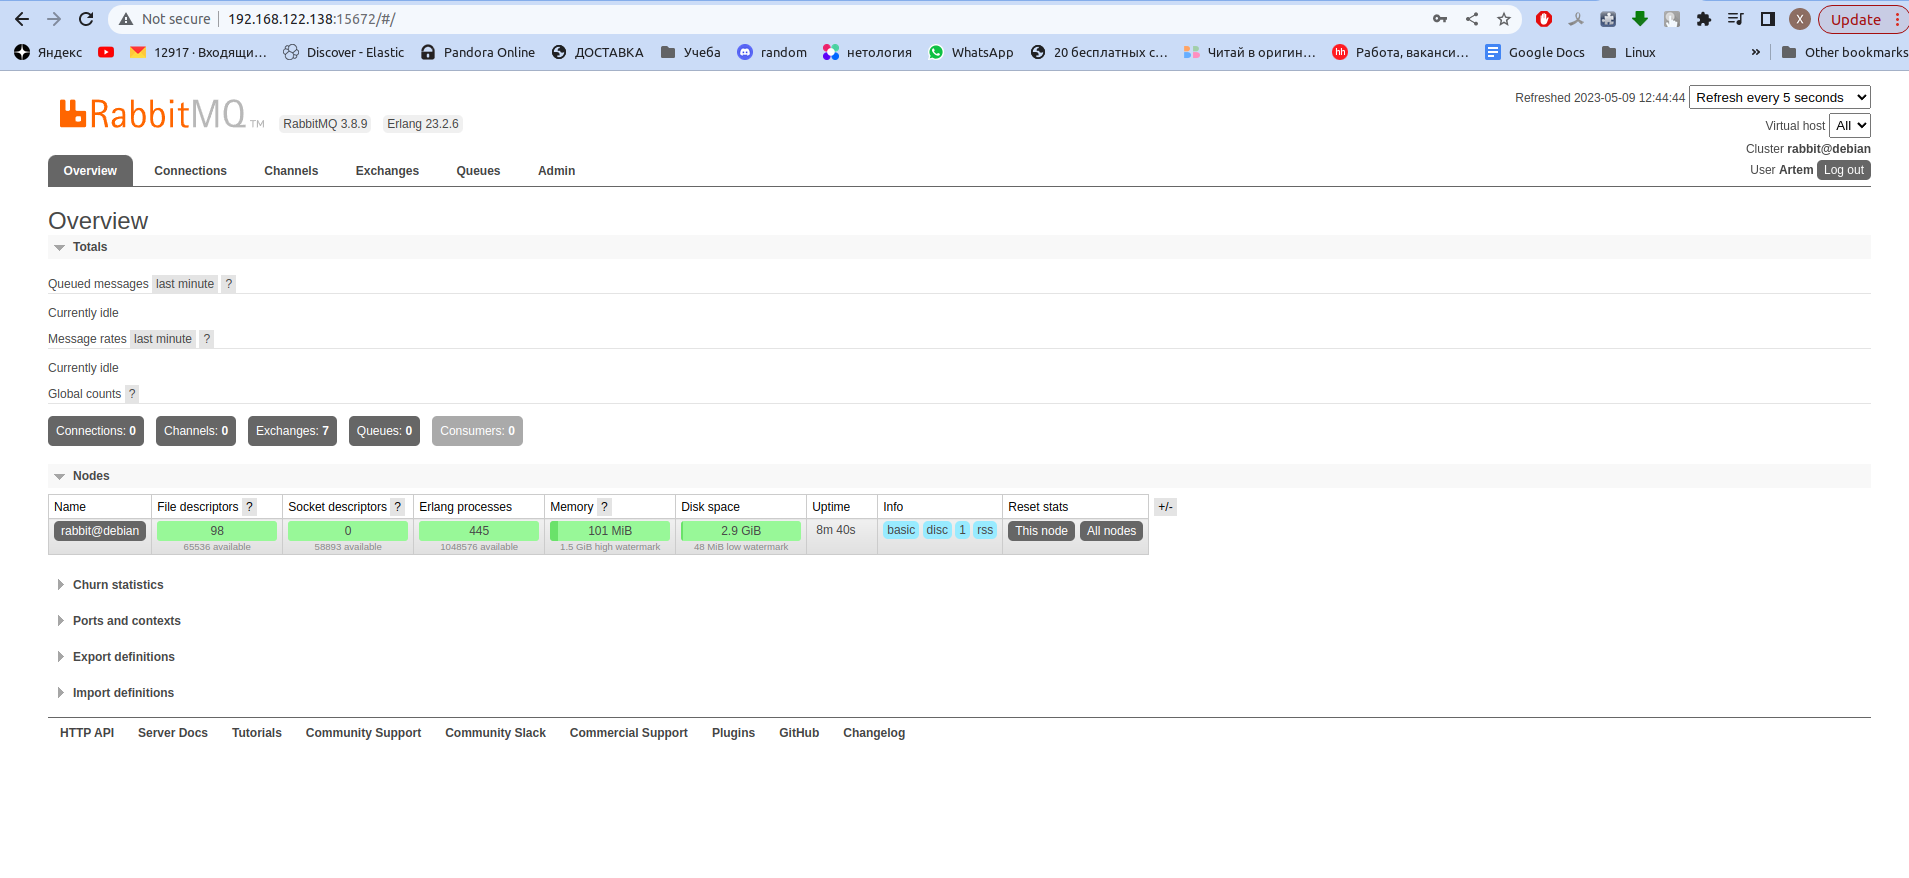 Not secure 192.168.122.138:15672/#/ X Update
Яндекс 12917 · Входящи… Discover - Elastic Pandora Online ДОСТАВКА Учеба random нетология WhatsApp 20 бесплатных с… Читай в оригин… hh Работа, ваканси… Google Docs Linux » Other bookmarks
Refreshed 2023-05-09 12:44:44 Refresh every 5 seconds
RabbitMQ TM RabbitMQ 3.8.9 Erlang 23.2.6
Virtual host All
Cluster rabbit@debian
User Artem Log out
Overview Connections Channels Exchanges Queues Admin
Overview
Totals
Queued messages last minute ?
Currently idle
Message rates last minute ?
Currently idle
Global counts ?
Connections: 0 Channels: 0 Exchanges: 7 Queues: 0 Consumers: 0
Nodes
Name File descriptors ? Socket descriptors ? Erlang processes Memory ? Disk space Uptime Info Reset stats +/-
rabbit@debian 98 0 445 101 MiB 2.9 GiB 8m 40s basic disc 1 rss This node All nodes
65536 available 58893 available 1048576 available 1.5 GiB high watermark 48 MiB low watermark
Churn statistics
Ports and contexts
Export definitions
Import definitions
HTTP API Server Docs Tutorials Community Support Community Slack Commercial Support Plugins GitHub Changelog